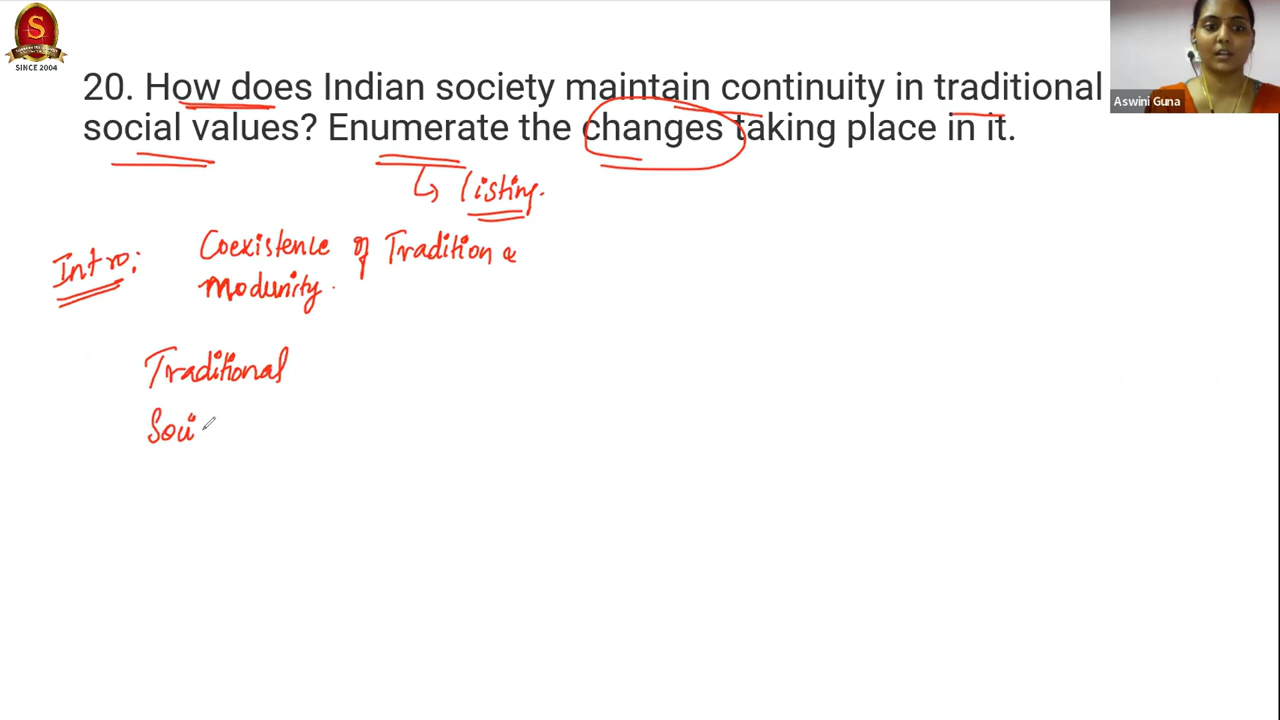 S
SINCE 2004
20. How does Indian society maintain continuity in traditional
social values? Enumerate the changes taking place in it.
Aswini Guna
listing.
Intro: Coexistence of Tradition &
Modernity.
Traditional
Soci